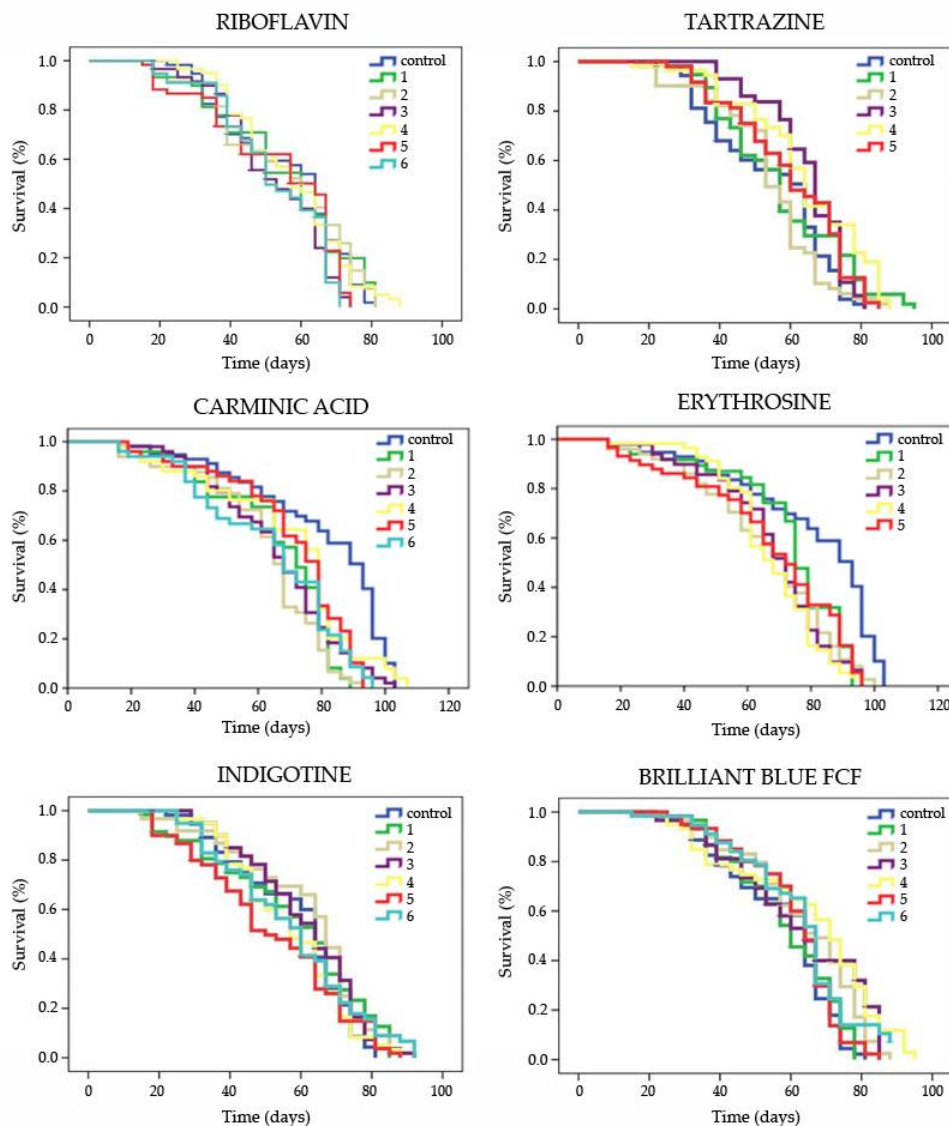 RIBOFLAVIN
Survival (%)
1.0
0.8
0.6
0.4
0.2
0.0
0 20 40 60 80 100
Time (days)
control
1
2
3
4
5
6
TARTRAZINE
Survival (%)
1.0
0.8
0.6
0.4
0.2
0.0
0 20 40 60 80 100
Time (days)
control
1
2
3
4
5
CARMINIC ACID
Survival (%)
1.0
0.8
0.6
0.4
0.2
0.0
0 20 40 60 80 100 120
Time (days)
control
1
2
3
4
5
6
ERYTHROSINE
Survival (%)
1.0
0.8
0.6
0.4
0.2
0.0
0 20 40 60 80 100 120
Time (days)
control
1
2
3
4
5
INDIGOTINE
Survival (%)
1.0
0.8
0.6
0.4
0.2
0.0
0 20 40 60 80 100
Time (days)
control
1
2
3
4
5
6
BRILLIANT BLUE FCF
Survival (%)
1.0
0.8
0.6
0.4
0.2
0.0
0 20 40 60 80 100
Time (days)
control
1
2
3
4
5
6